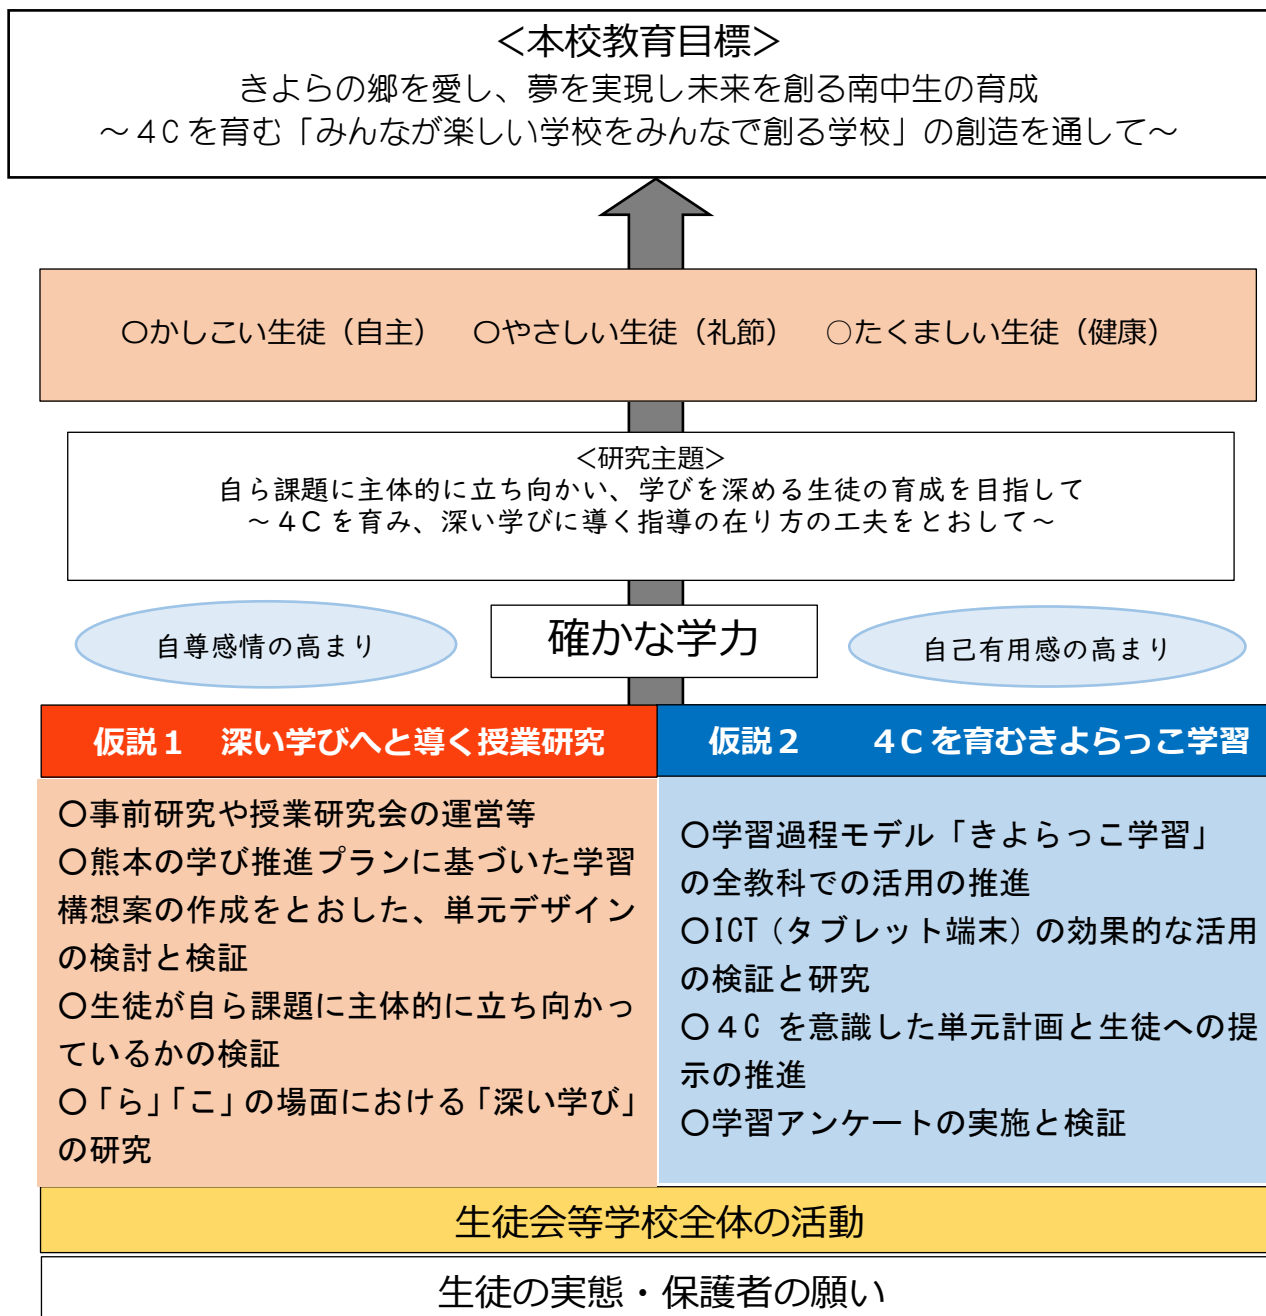 ＜本校教育目標＞
きよらの郷を愛し、夢を実現し未来を創る南中生の育成
～４Cを育む「みんなが楽しい学校をみんなで創る学校」の創造を通して～
〇かしこい生徒（自主）　〇やさしい生徒（礼節）　○たくましい生徒（健康）
＜研究主題＞
自ら課題に主体的に立ち向かい、学びを深める生徒の育成を目指して
～４Cを育み、深い学びに導く指導の在り方の工夫をとおして～
自尊感情の高まり
確かな学力
自己有用感の高まり
仮説１　深い学びへと導く授業研究
〇事前研究や授業研究会の運営等
〇熊本の学び推進プランに基づいた学習
構想案の作成をとおした、単元デザイン
の検討と検証
〇生徒が自ら課題に主体的に立ち向かっ
ているかの検証
〇「ら」「こ」の場面における「深い学び」
の研究
仮説２　　４Cを育むきよらっこ学習
〇学習過程モデル「きよらっこ学習」
の全教科での活用の推進
〇ICT（タブレット端末）の効果的な活用
の検証と研究
〇４C を意識した単元計画と生徒への提
示の推進
〇学習アンケートの実施と検証
生徒会等学校全体の活動
生徒の実態・保護者の願い